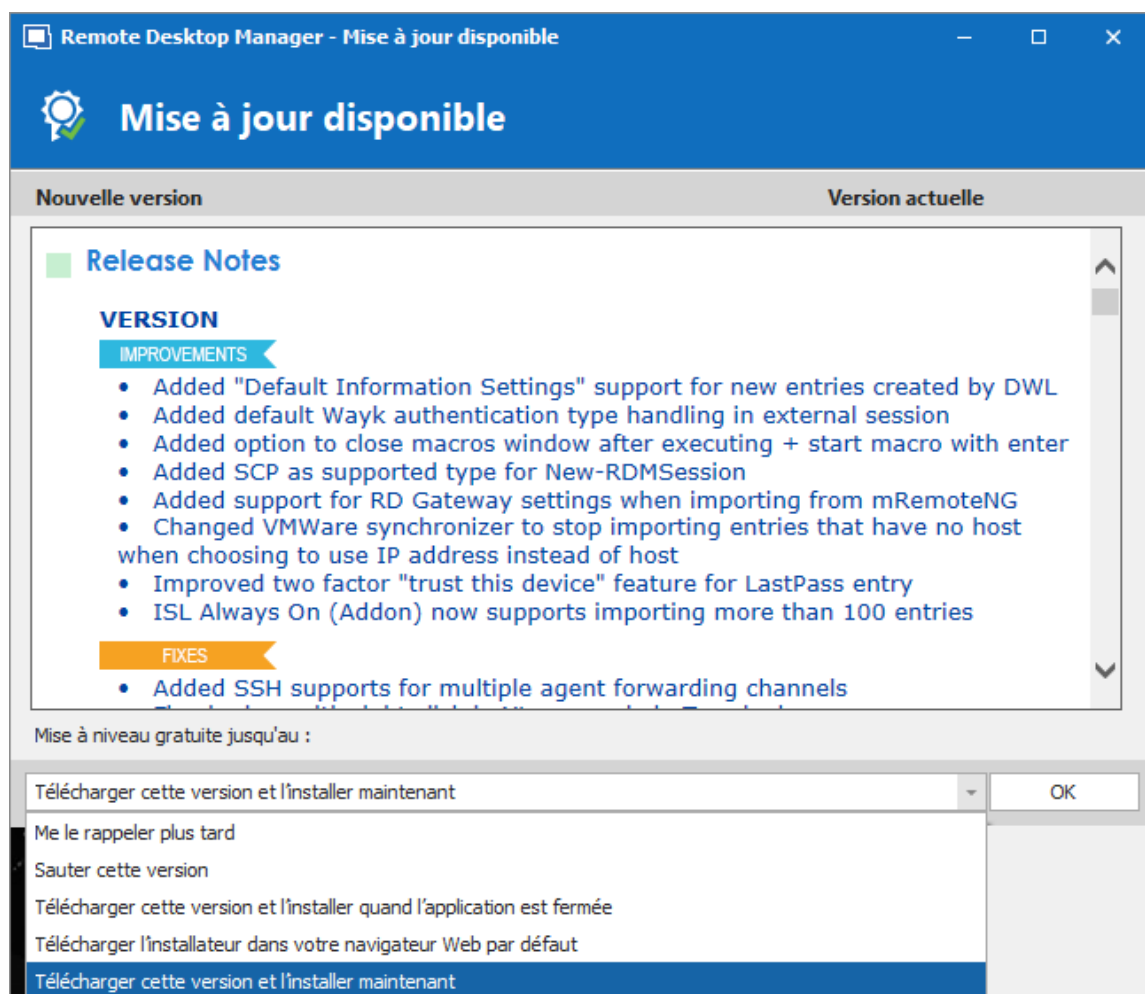 Remote Desktop Manager - Mise à jour disponible
Mise à jour disponible
Nouvelle version
Version actuelle
Release Notes
VERSION
IMPROVEMENTS
• Added "Default Information Settings" support for new entries created by DWL
• Added default Wayk authentication type handling in external session
• Added option to close macros window after executing + start macro with enter
• Added SCP as supported type for New-RDMSession
• Added support for RD Gateway settings when importing from mRemoteNG
• Changed VMWare synchronizer to stop importing entries that have no host
when choosing to use IP address instead of host
• Improved two factor "trust this device" feature for LastPass entry
• ISL Always On (Addon) now supports importing more than 100 entries
FIXES
• Added SSH supports for multiple agent forwarding channels
Mise à niveau gratuite jusqu'au :
Télécharger cette version et l'installer maintenant
OK
Me le rappeler plus tard
Sauter cette version
Télécharger cette version et l'installer quand l'application est fermée
Télécharger l'installateur dans votre navigateur Web par défaut
Télécharger cette version et l'installer maintenant